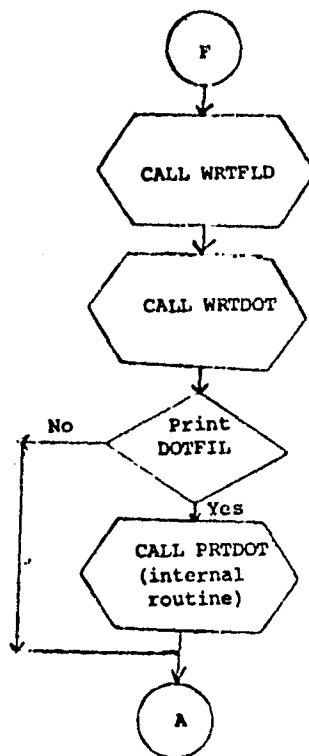 F
CALL WRTFLD
CALL WRTDOT
Print
DOTFIL
No
Yes
CALL PRTDOT
(internal
routine)
A